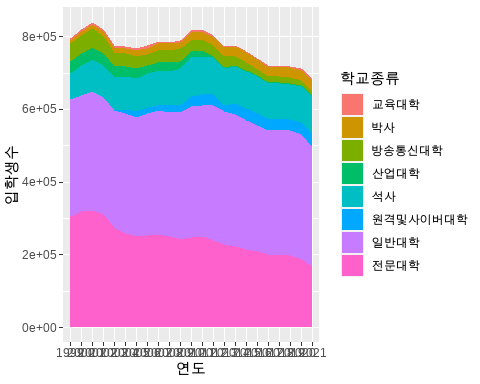 8e+05
6e+05
4e+05
2e+05
0e+00
입학생수
연도
학교종류
교육대학
박사
방송통신대학
산업대학
석사
원격및사이버대학
일반대학
전문대학